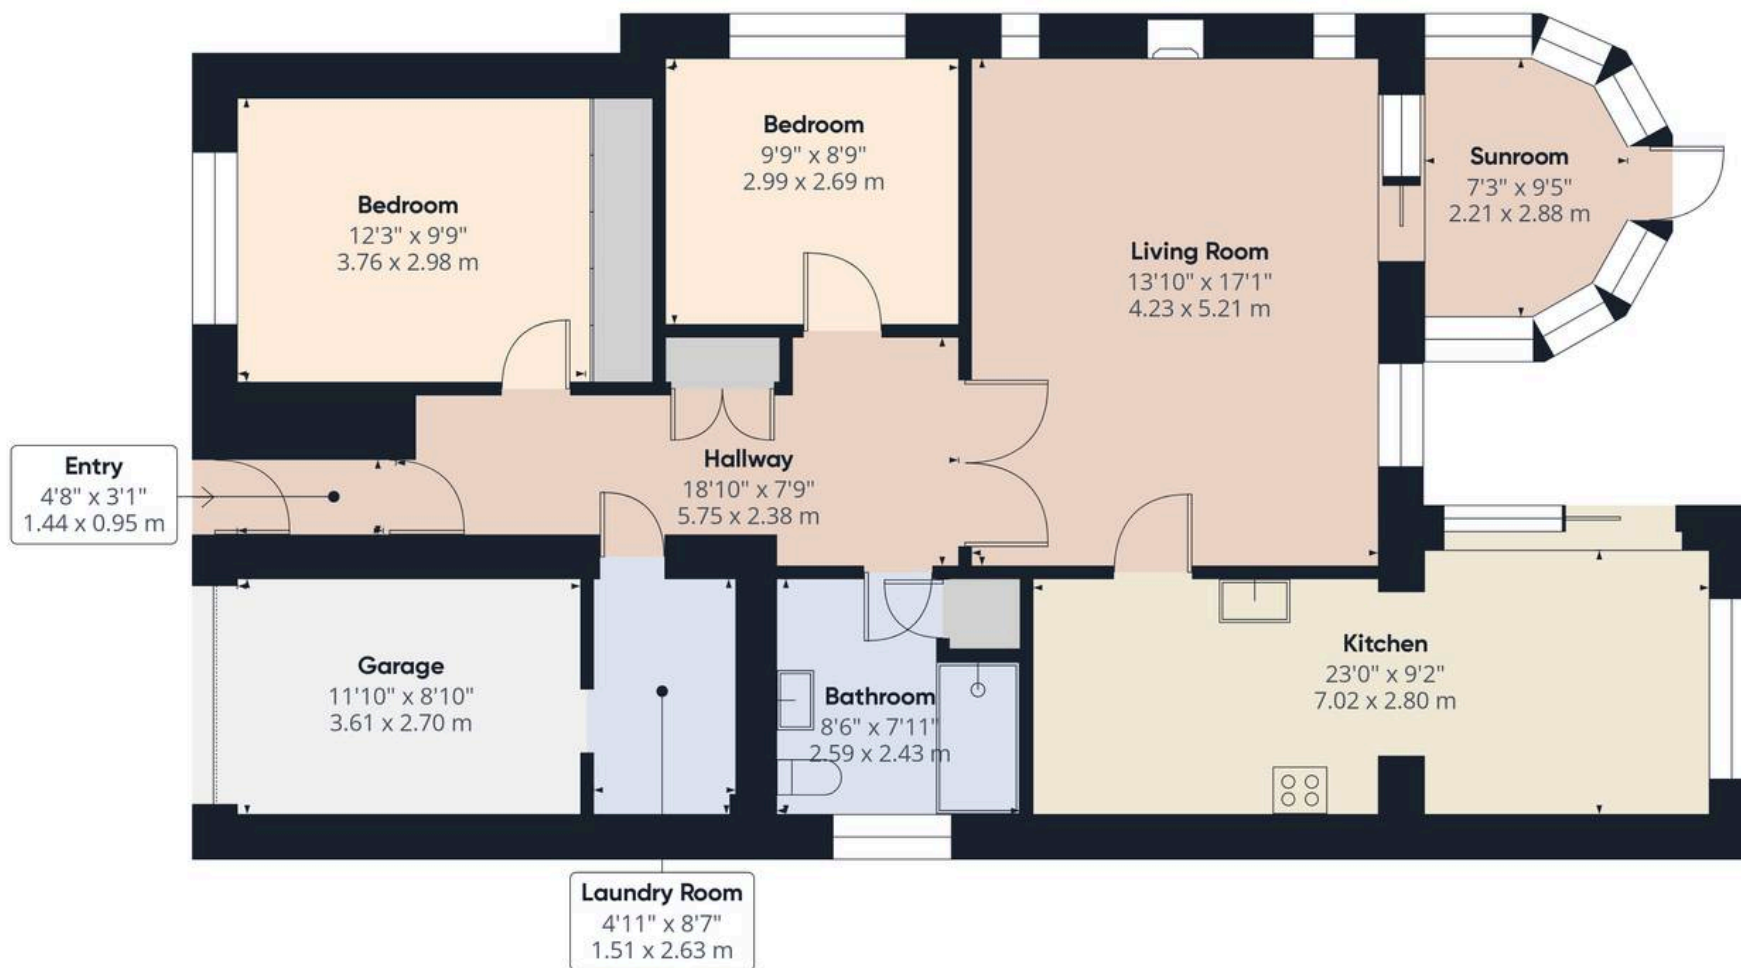 Bedroom
12'3" x 9'9"
3.76 x 2.98 m
Bedroom
9'9" x 8'9"
2.99 x 2.69 m
Living Room
13'10" x 17'1"
4.23 x 5.21 m
Sunroom
7'3" x 9'5"
2.21 x 2.88 m
Entry
4'8" x 3'1"
1.44 x 0.95 m
Hallway
18'10" x 7'9"
5.75 x 2.38 m
Garage
11'10" x 8'10"
3.61 x 2.70 m
Bathroom
8'6" x 7'11"
2.59 x 2.43 m
Kitchen
23'0" x 9'2"
7.02 x 2.80 m
Laundry Room
4'11" x 8'7"
1.51 x 2.63 m